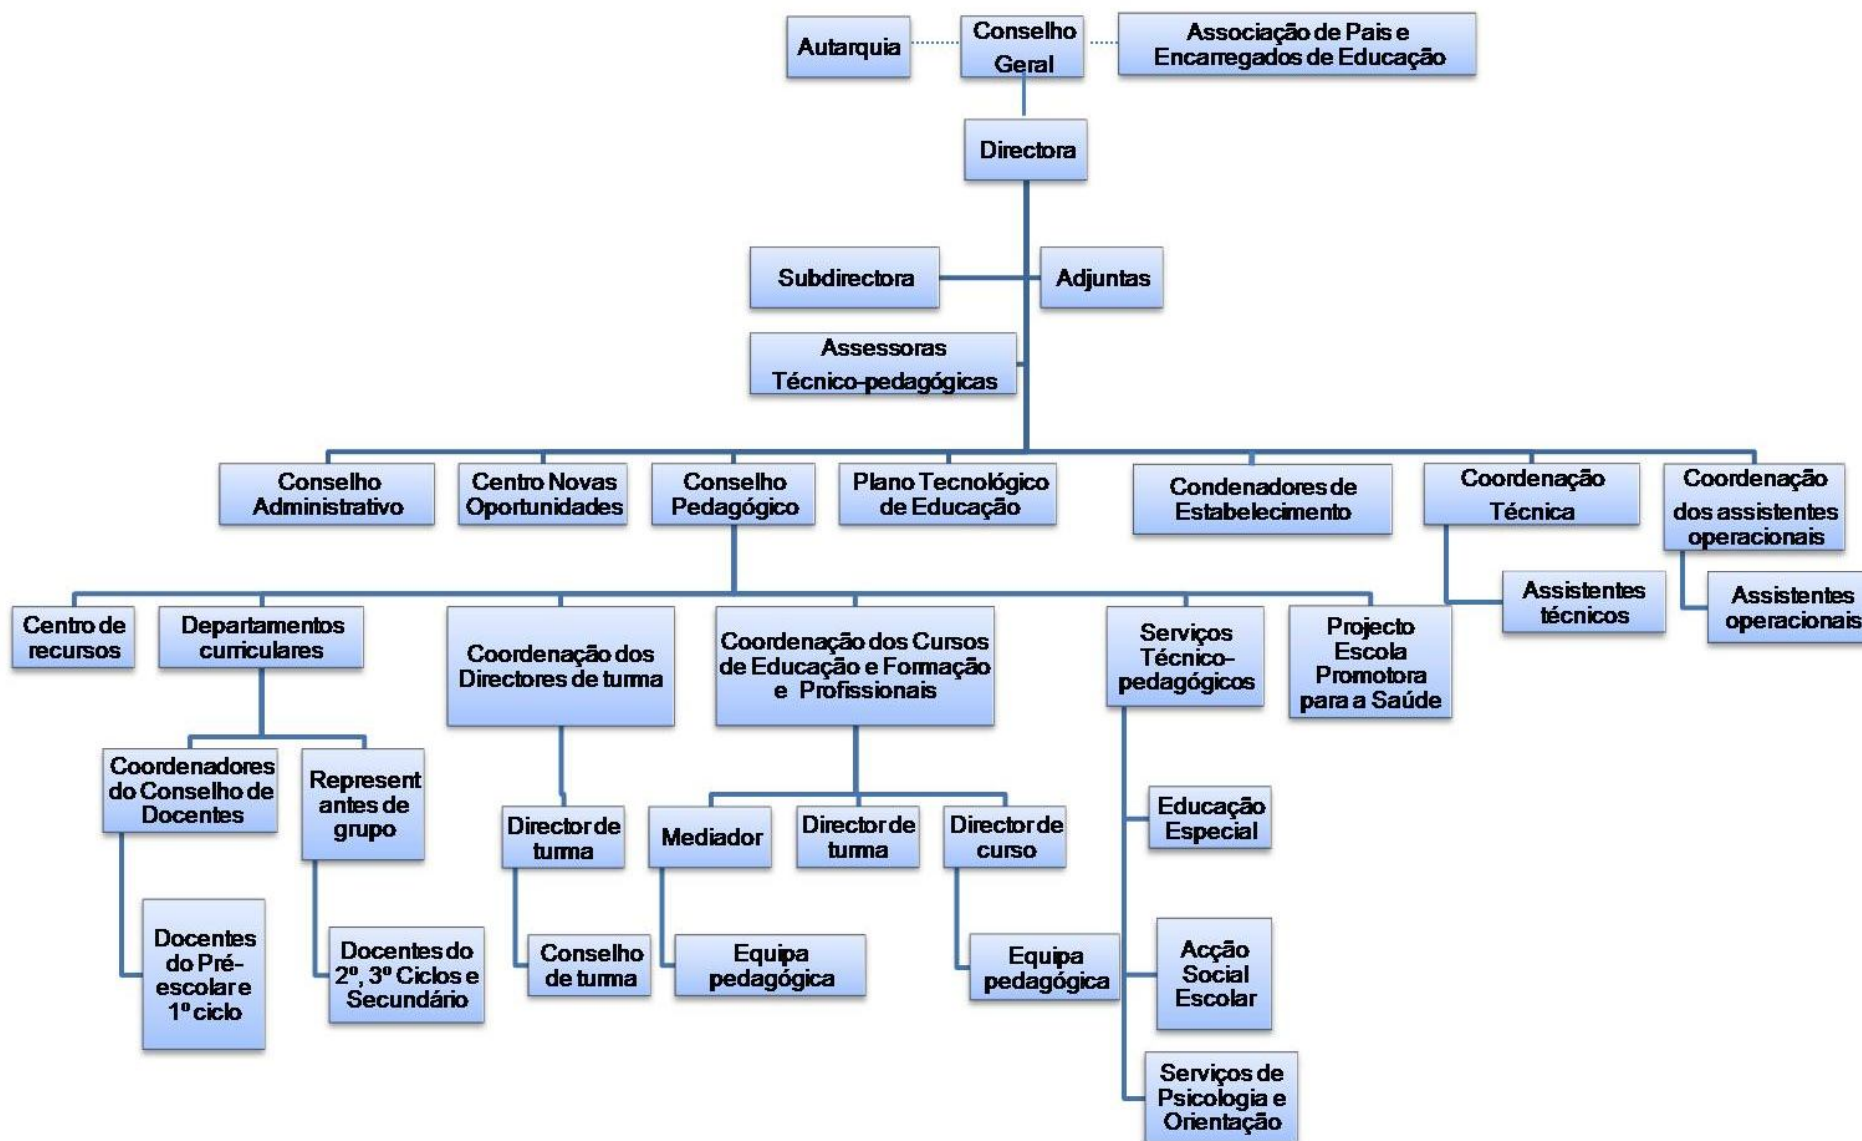 Autarquia
Conselho
Geral
Associação de Pais e
Encarregados de Educação
Directora
Subdirectora
Adjuntas
Assessoras
Técnico-pedagógicas
Conselho
Administrativo
Centro Novas
Oportunidades
Conselho
Pedagógico
Plano Tecnológico
de Educação
Condenadores de
Estabelecimento
Coordenação
Técnica
Coordenação
dos assistentes
operacionais
Assistentes
técnicos
Assistentes
operacionais
Centro de
recursos
Departamentos
curriculares
Coordenação dos
Directores de turma
Coordenação dos Cursos
de Educação e Formação
e Profissionais
Serviços
Técnico-
pedagógicos
Projecto
Escola
Promotora
para a Saúde
Coordenadores
do Conselho de
Docentes
Represent
antes de
grupo
Director de
turma
Mediador
Director de
turma
Director de
curso
Educação
Especial
Docentes
do Pré-
escolar e
1º ciclo
Docentes do
2º, 3º Ciclos e
Secundário
Conselho
de turma
Equipa
pedagógica
Equipa
pedagógica
Acção
Social
Escolar
Serviços de
Psicologia e
Orientação